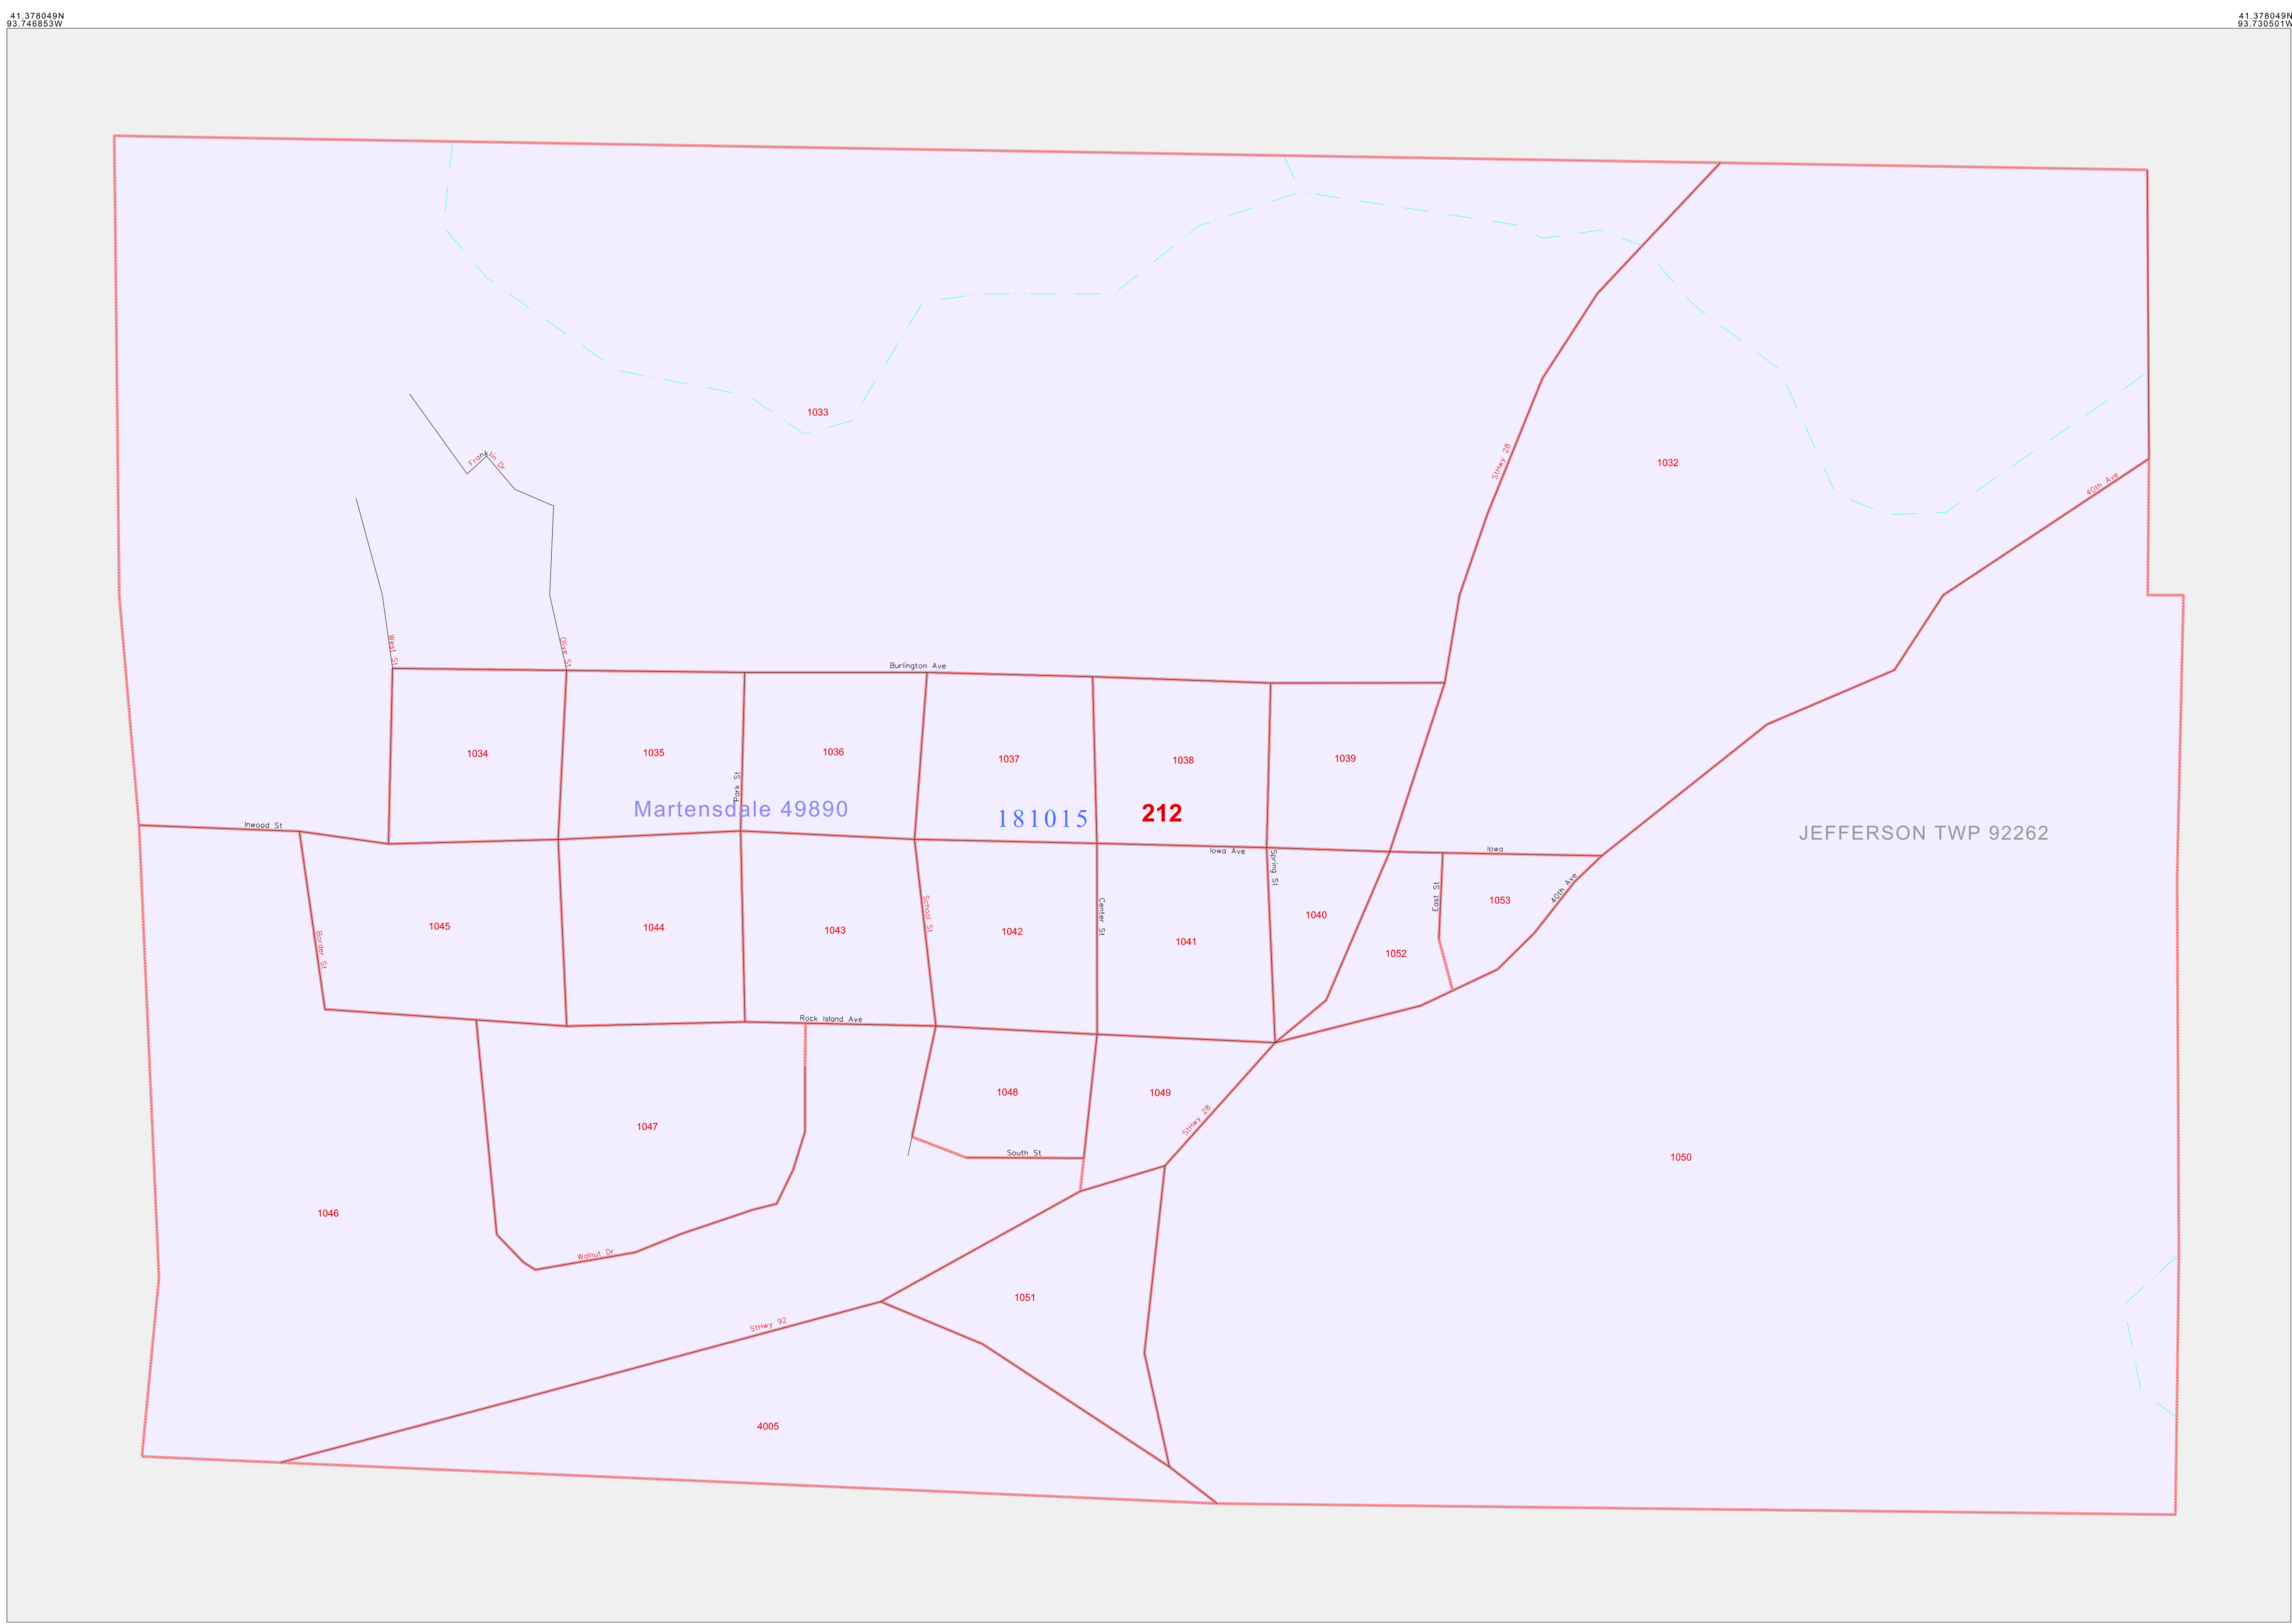 41.378049N
93.746853W
41.378049N
93.730501W
1033
Franklin Dr
StHwy 28
1032
40th Ave
West St
Olive St
Burlington Ave
1034
1035
1036
1037
1038
1039
Park St
Martensdale 49890
181015
212
JEFFERSON TWP 92262
Inwood St
Iowa Ave
Iowa
Spring St
East St
40th Ave
1053
School St
Center St
1040
1045
1044
1043
1042
1041
1052
Border St
Rock Island Ave
1048
1049
1047
StHwy 28
South St
1050
1046
Walnut Dr
1051
StHwy 92
4005